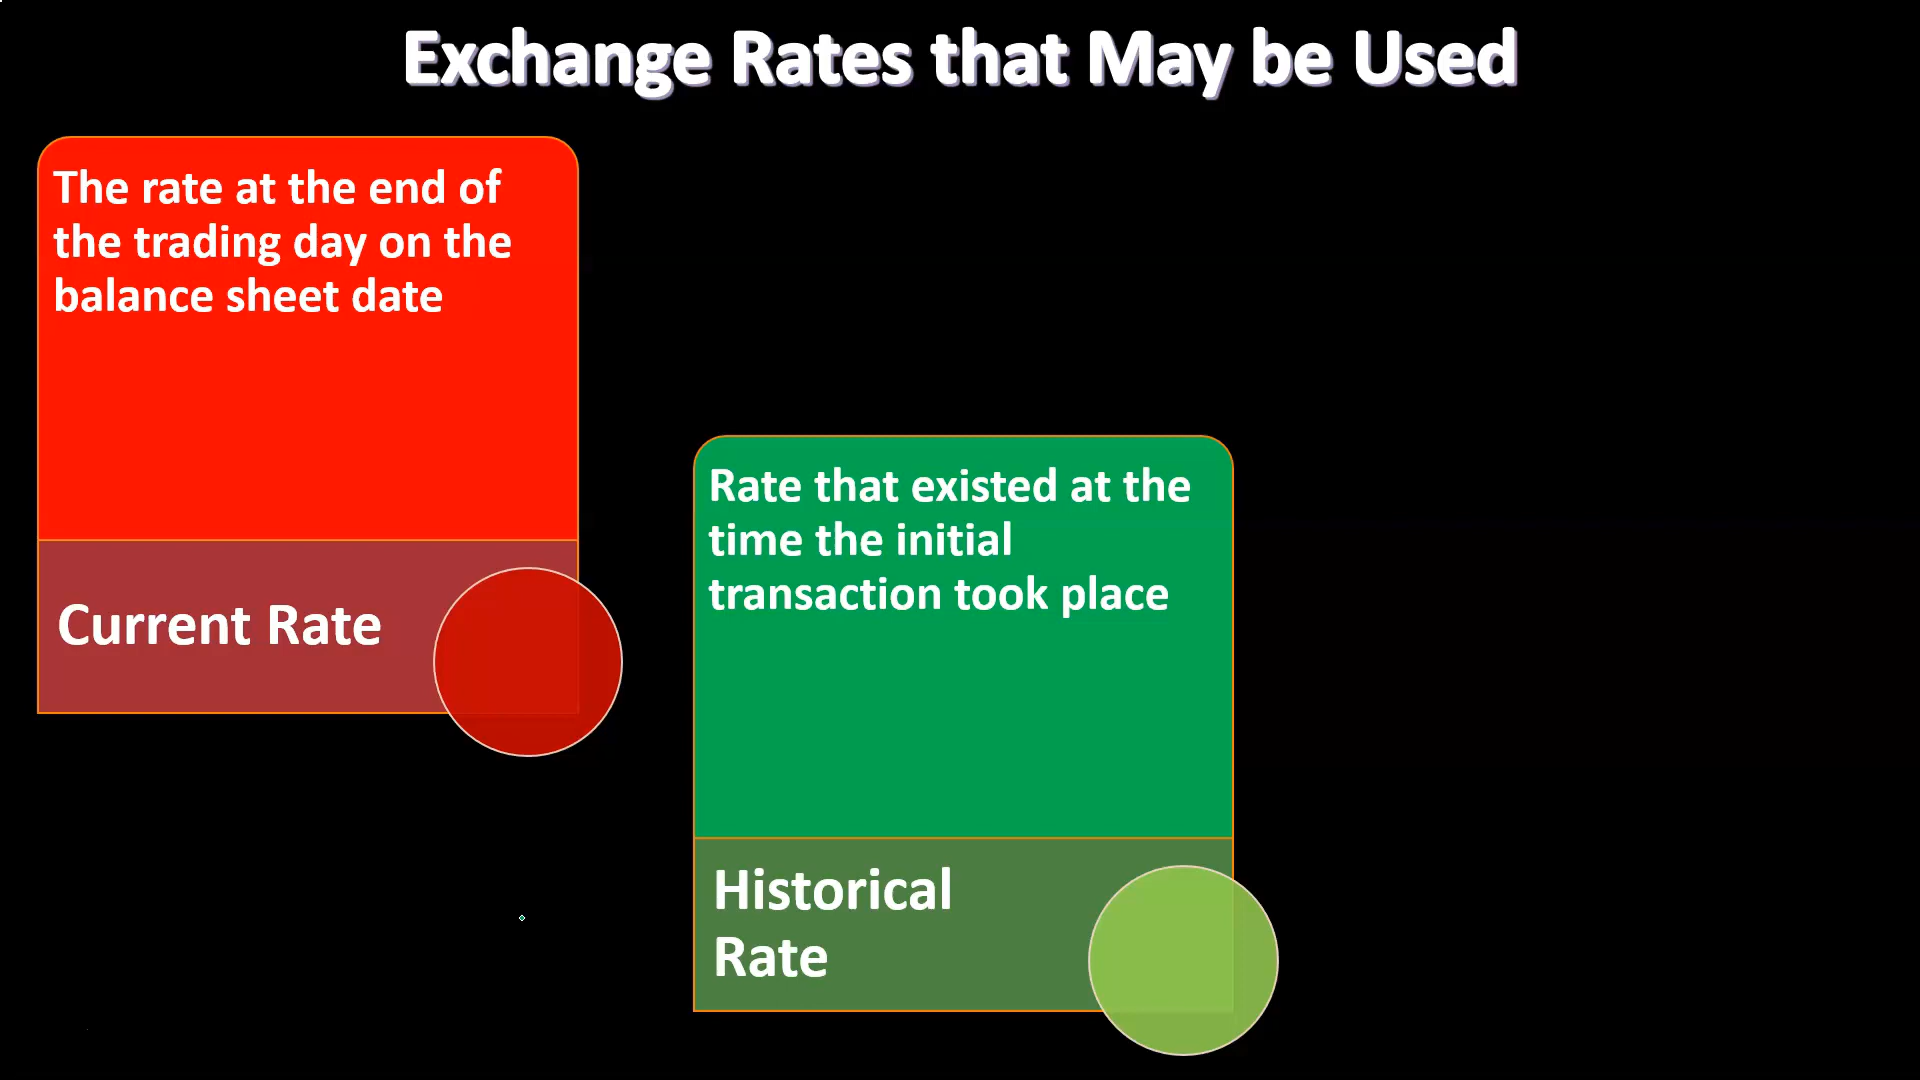 Exchange Rates that May be Used
The rate at the end of
the trading day on the
balance sheet date
Current Rate
Rate that existed at the
time the initial
transaction took place
Historical
Rate